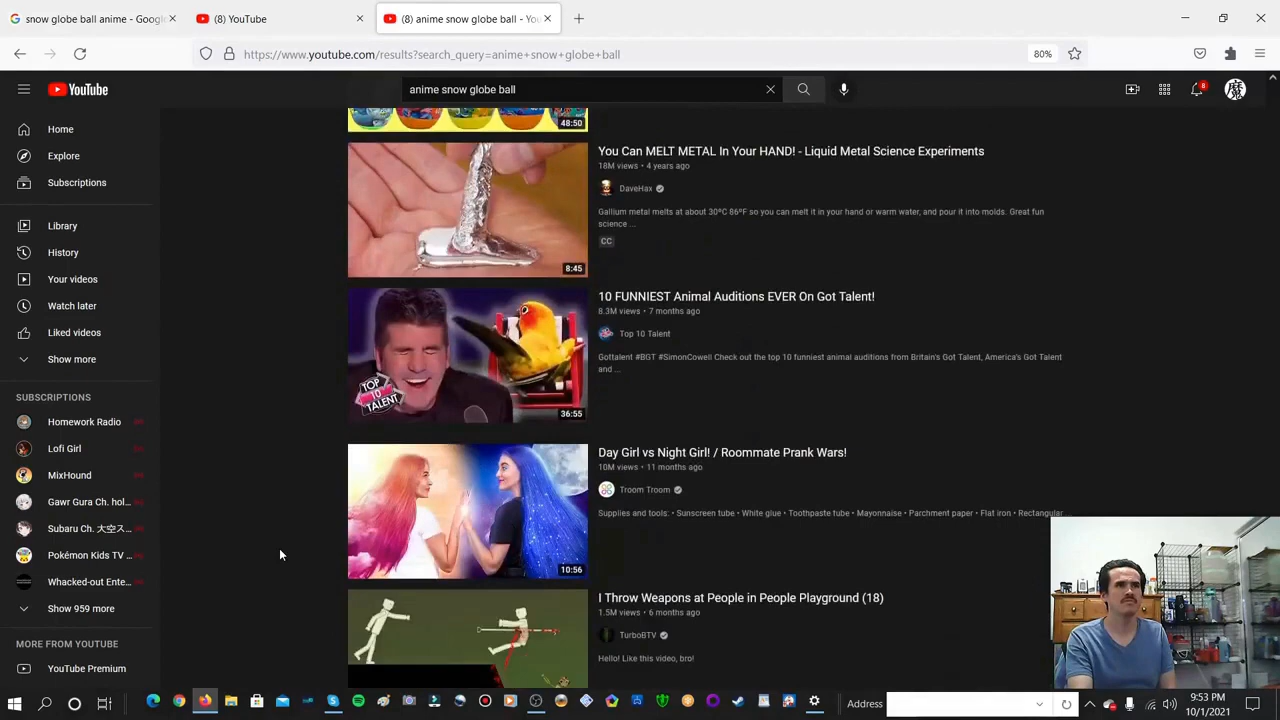 snow globe ball anime - Google
(8) YouTube
(8) anime snow globe ball - You
https://www.youtube.com/results?search_query=anime+snow+globe+ball
80%
YouTube
anime snow globe ball
8
Home
Explore
Subscriptions
Library
History
Your videos
Watch later
Liked videos
Show more
SUBSCRIPTIONS
Homework Radio
Lofi Girl
MixHound
Gawr Gura Ch. hol...
Subaru Ch. 大空ス...
Pokémon Kids TV ...
Whacked-out Ente...
Show 959 more
MORE FROM YOUTUBE
YouTube Premium
48:50
You Can MELT METAL In Your HAND! - Liquid Metal Science Experiments
18M views • 4 years ago
DaveHax
Gallium metal melts at about 30ºC 86ºF so you can melt it in your hand or warm water, and pour it into molds. Great fun
science ...
CC
8:45
10 FUNNIEST Animal Auditions EVER On Got Talent!
8.3M views • 7 months ago
Top 10 Talent
Gottalent #BGT #SimonCowell Check out the top 10 funniest animal auditions from Britain's Got Talent, America's Got Talent
and ...
TOP
10
TALENT
36:55
Day Girl vs Night Girl! / Roommate Prank Wars!
10M views • 11 months ago
Troom Troom
Supplies and tools: • Sunscreen tube • White glue • Toothpaste tube • Mayonnaise • Parchment paper • Flat iron • Rectangular ...
10:56
I Throw Weapons at People in People Playground (18)
1.5M views • 6 months ago
TurboBTV
Hello! Like this video, bro!
Address
9:53 PM
10/1/2021